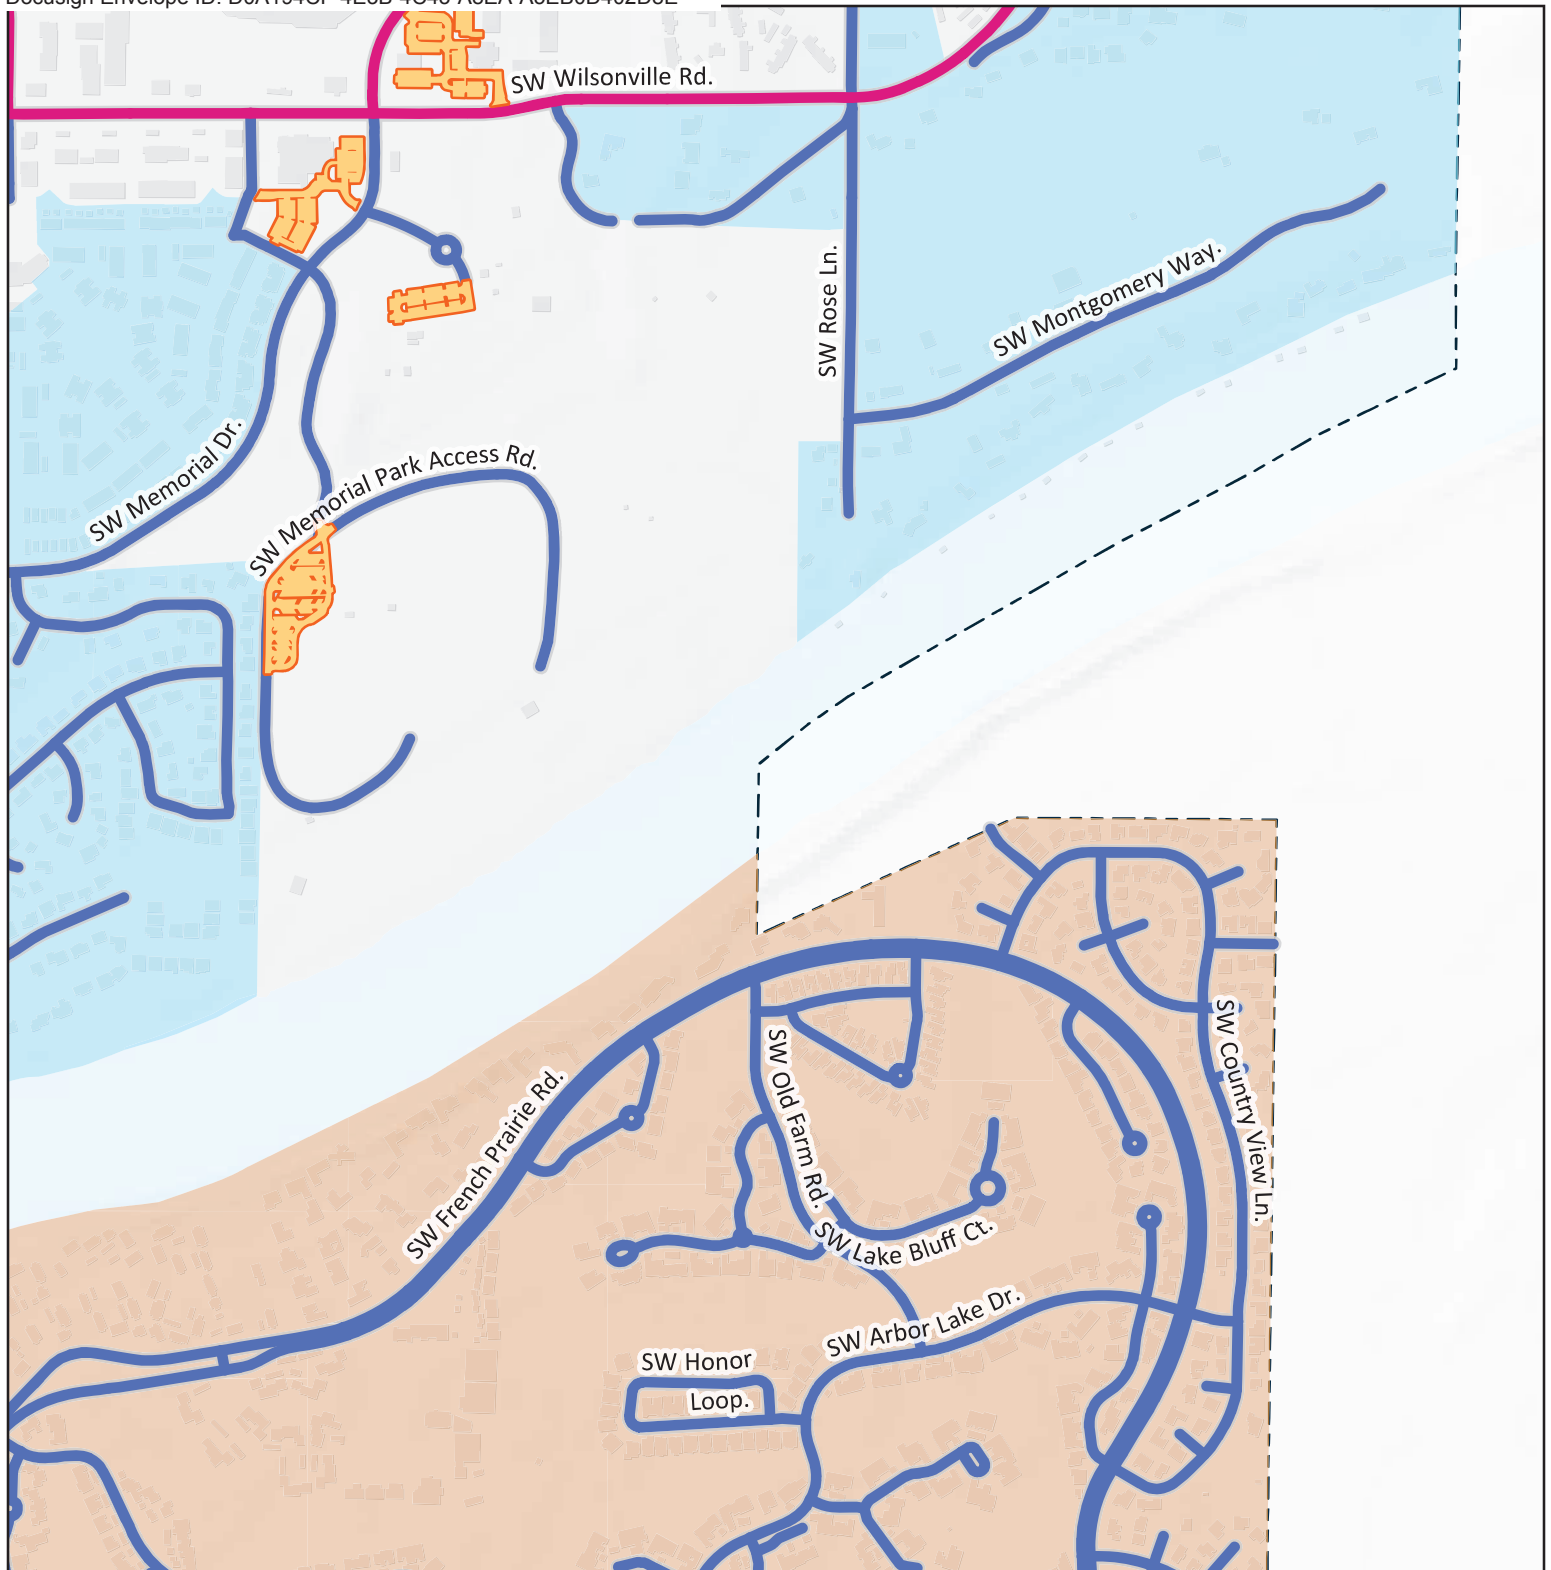 SW Wilsonville Rd.
SW Rose Ln.
SW Montgomery Way.
SW Memorial Dr.
SW Memorial Park Access Rd.
SW French Prairie Rd.
SW Old Farm Rd.
SW Country View Ln.
SW Lake Bluff Ct.
SW Arbor Lake Dr.
SW Honor
Loop.